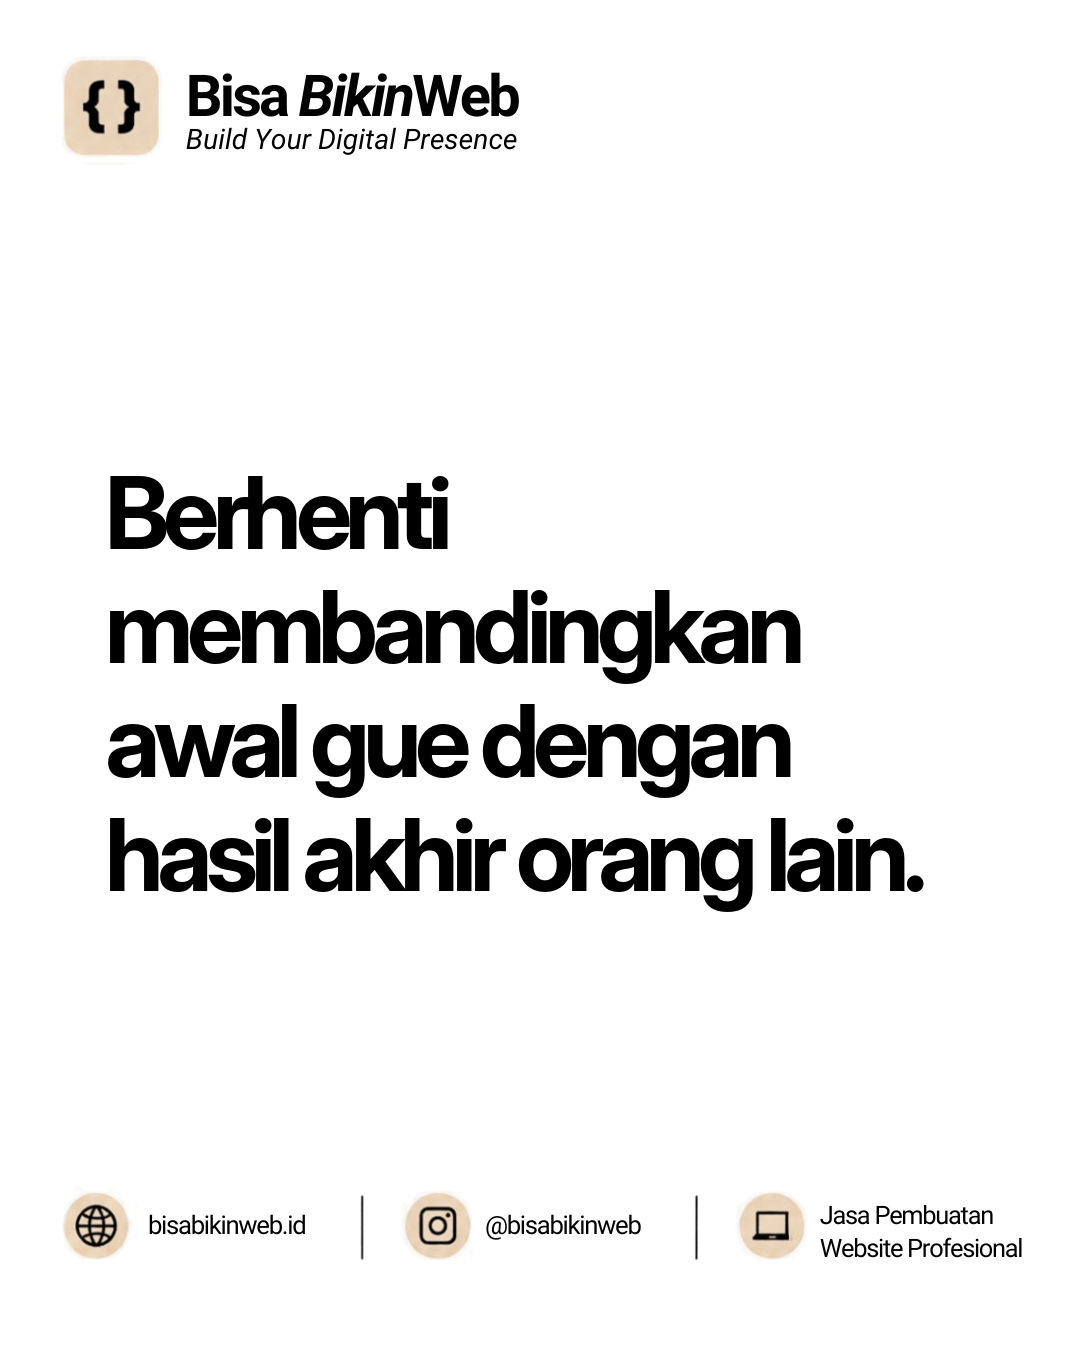 { }
Bisa BikinWeb
Build Your Digital Presence
Berhenti
membandingkan
awal gue dengan
hasil akhir orang lain.
bisabikinweb.id
@bisabikinweb
Jasa Pembuatan
Website Profesional